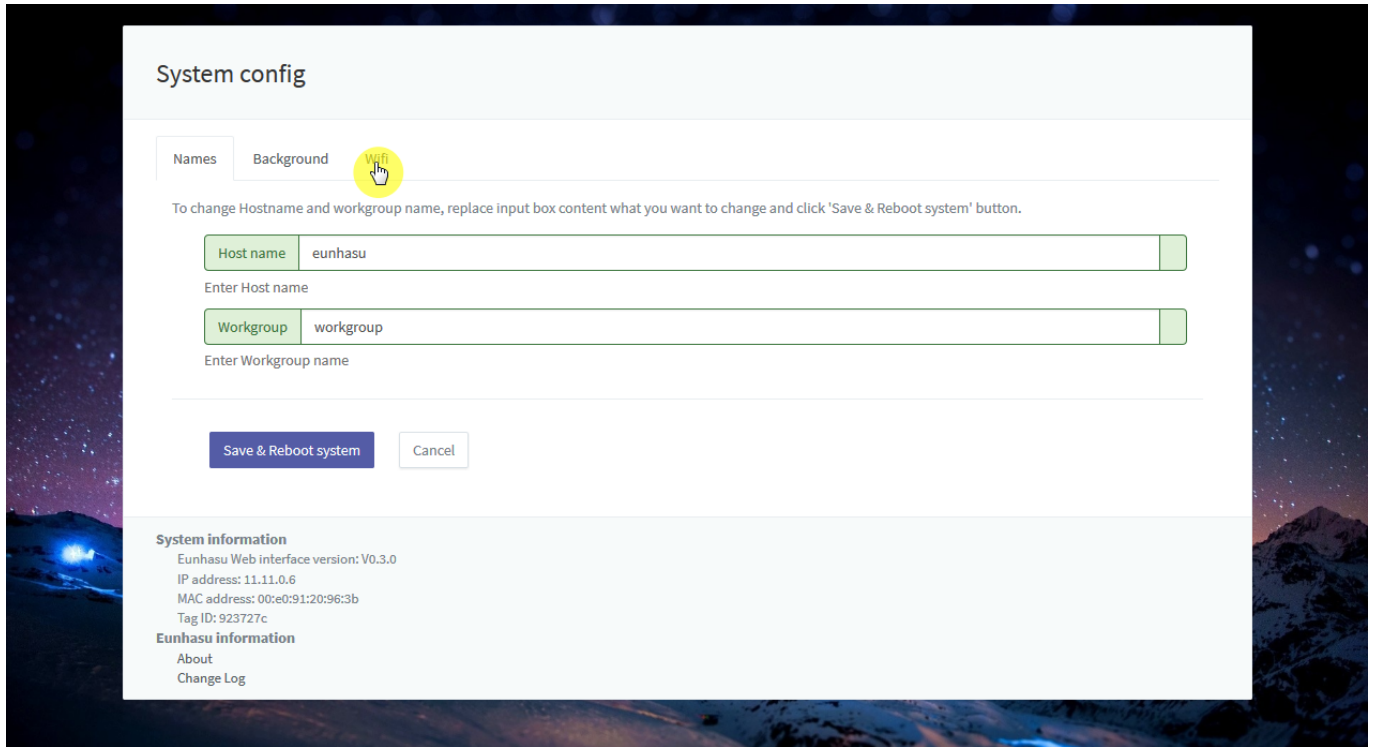 System config
Names Background Wifi
To change Hostname and workgroup name, replace input box content what you want to change and click 'Save & Reboot system' button.
Host name eunhasu
Enter Host name
Workgroup workgroup
Enter Workgroup name
Save & Reboot system Cancel
System information
Eunhasu Web interface version: V0.3.0
IP address: 11.11.0.6
MAC address: 00:e0:91:20:96:3b
Tag ID: 923727c
Eunhasu information
About
Change Log